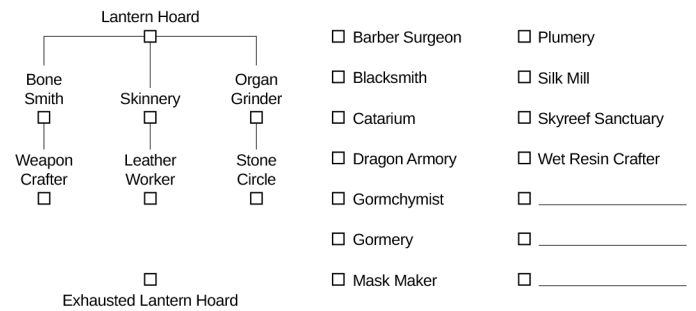 Lantern Hoard
Bone
Smith
Skinnery
Organ
Grinder
Weapon
Crafter
Leather
Worker
Stone
Circle
Exhausted Lantern Hoard
Barber Surgeon
Blacksmith
Catarium
Dragon Armory
Gormchymist
Gormery
Mask Maker
Plumery
Silk Mill
Skyreef Sanctuary
Wet Resin Crafter